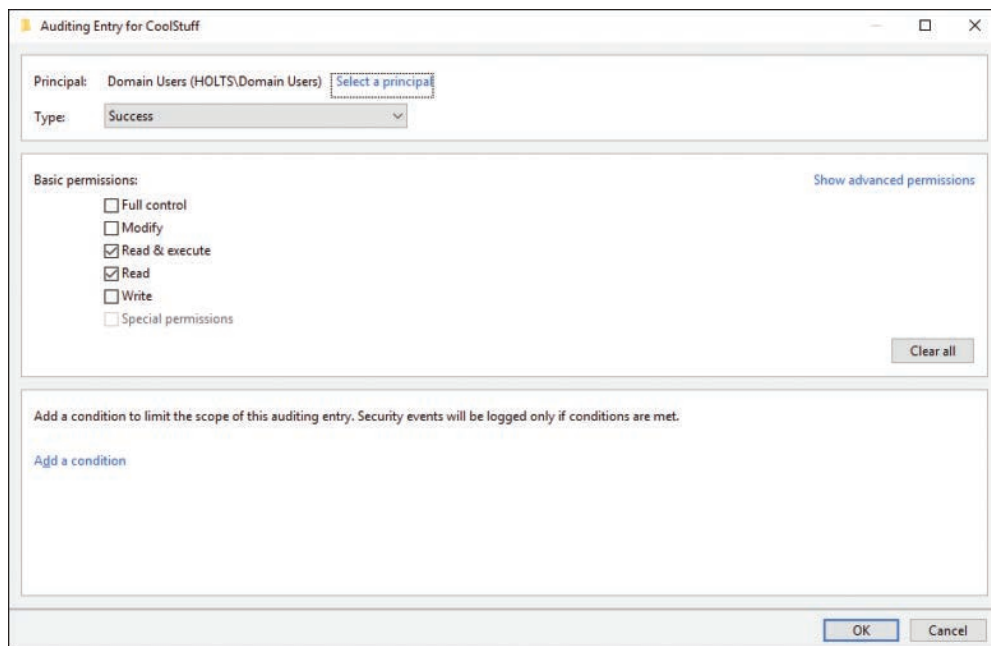 Auditing Entry for CoolStuff
Principal: Domain Users (HOLTS\Domain Users) Select a principal
Type: Success
Basic permissions: Show advanced permissions
Full control
Modify
Read & execute
Read
Write
Special permissions
Clear all
Add a condition to limit the scope of this auditing entry. Security events will be logged only if conditions are met.
Add a condition
OK Cancel